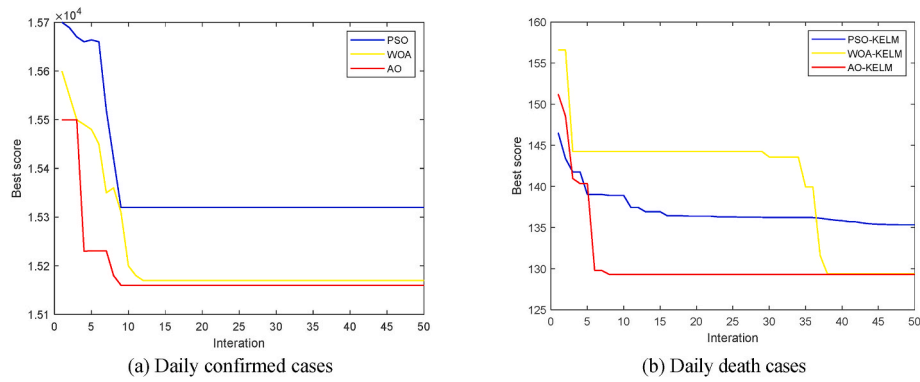 1.57 ×10⁴
1.56
1.55
1.54
1.53
1.52
1.51
Best score
0 5 10 15 20 25 30 35 40 45 50
Interation
PSO
WOA
AO
(a) Daily confirmed cases
160
155
150
145
140
135
130
125
Best score
0 5 10 15 20 25 30 35 40 45 50
Interation
PSO-KELM
WOA-KELM
AO-KELM
(b) Daily death cases